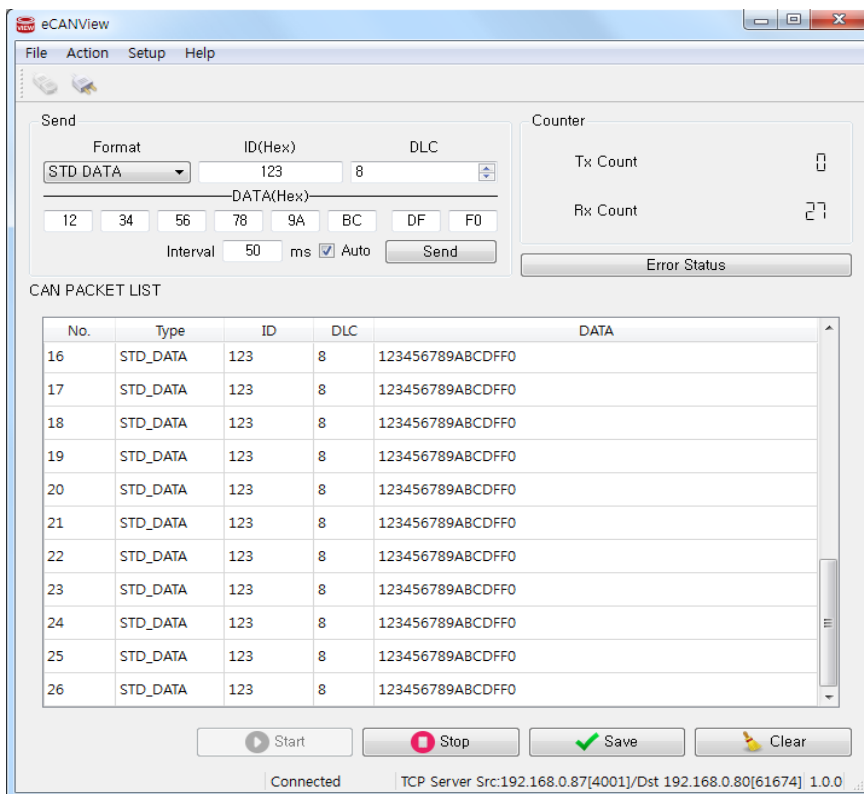 VIEW eCANView
File Action Setup Help
Send
Format ID(Hex) DLC
STD DATA 123 8
DATA(Hex)
12 34 56 78 9A BC DF F0
Interval 50 ms Auto Send
Counter
Tx Count 0
Rx Count 27
Error Status
CAN PACKET LIST
No. Type ID DLC DATA
16 STD_DATA 123 8 123456789ABCDFF0
17 STD_DATA 123 8 123456789ABCDFF0
18 STD_DATA 123 8 123456789ABCDFF0
19 STD_DATA 123 8 123456789ABCDFF0
20 STD_DATA 123 8 123456789ABCDFF0
21 STD_DATA 123 8 123456789ABCDFF0
22 STD_DATA 123 8 123456789ABCDFF0
23 STD_DATA 123 8 123456789ABCDFF0
24 STD_DATA 123 8 123456789ABCDFF0
25 STD_DATA 123 8 123456789ABCDFF0
26 STD_DATA 123 8 123456789ABCDFF0
Start Stop Save Clear
Connected TCP Server Src:192.168.0.87[4001]/Dst 192.168.0.80[61674] 1.0.0